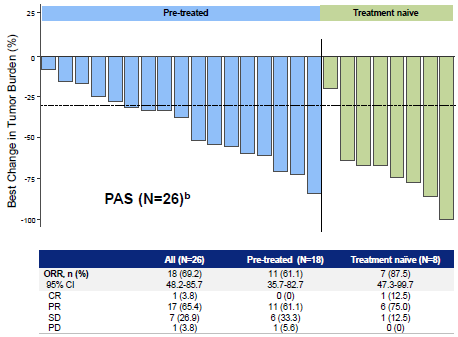 Pre-treated Treatment naive
25
0
-25
-50
-75
-100
Best Change in Tumor Burden (%)
PAS (N=26)b
All (N=26) Pre-treated (N=18) Treatment naïve (N=8)
ORR, n (%) 18 (69.2) 11 (61.1) 7 (87.5)
95% CI 48.2-85.7 35.7-82.7 47.3-99.7
CR 1 (3.8) 0 (0) 1 (12.5)
PR 17 (65.4) 11 (61.1) 6 (75.0)
SD 7 (26.9) 6 (33.3) 1 (12.5)
PD 1 (3.8) 1 (5.6) 0 (0)